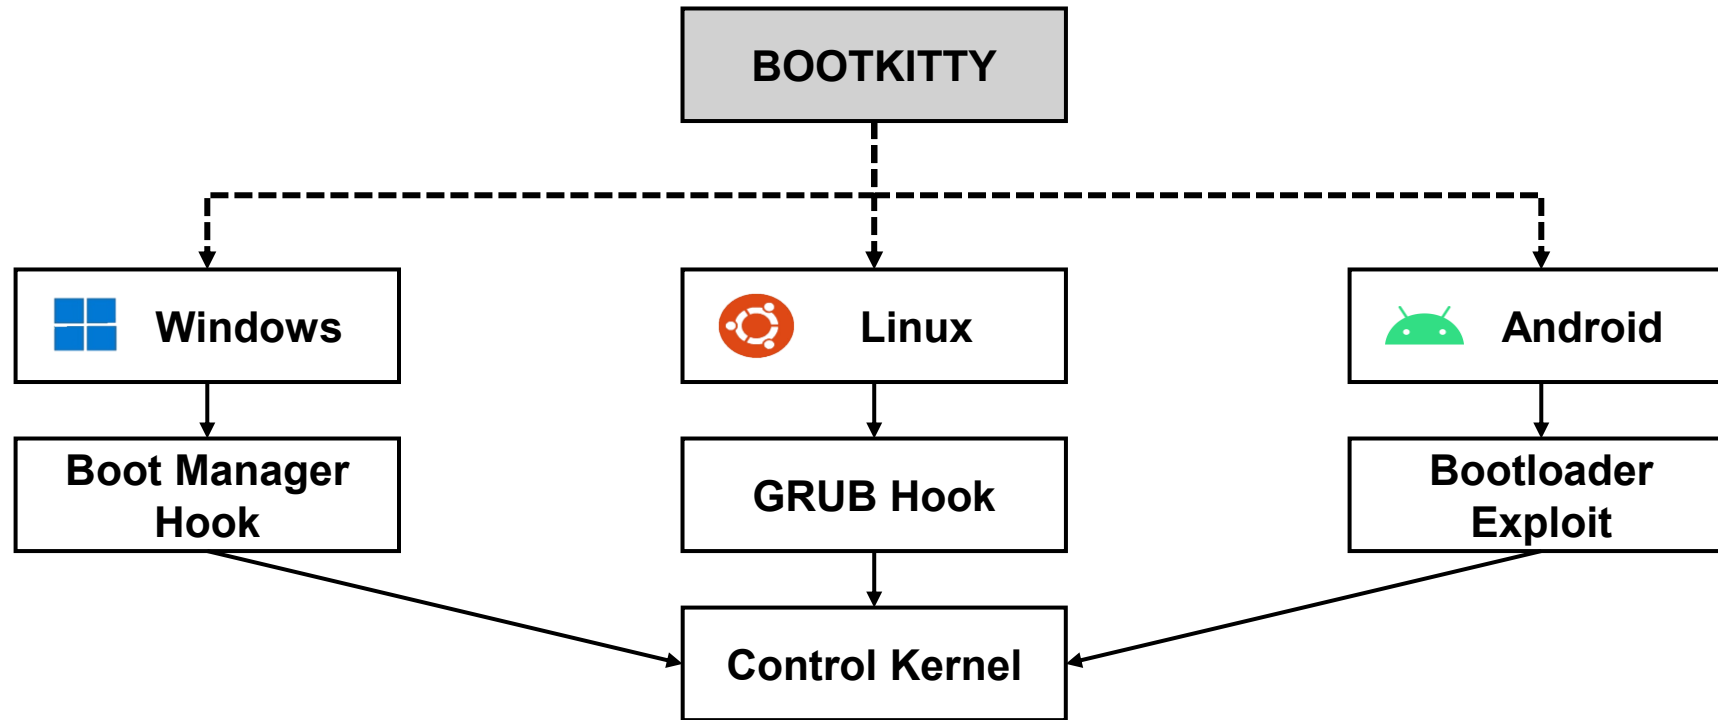 BOOTKITTY
Windows
Linux
Android
Boot Manager
Hook
GRUB Hook
Bootloader
Exploit
Control Kernel